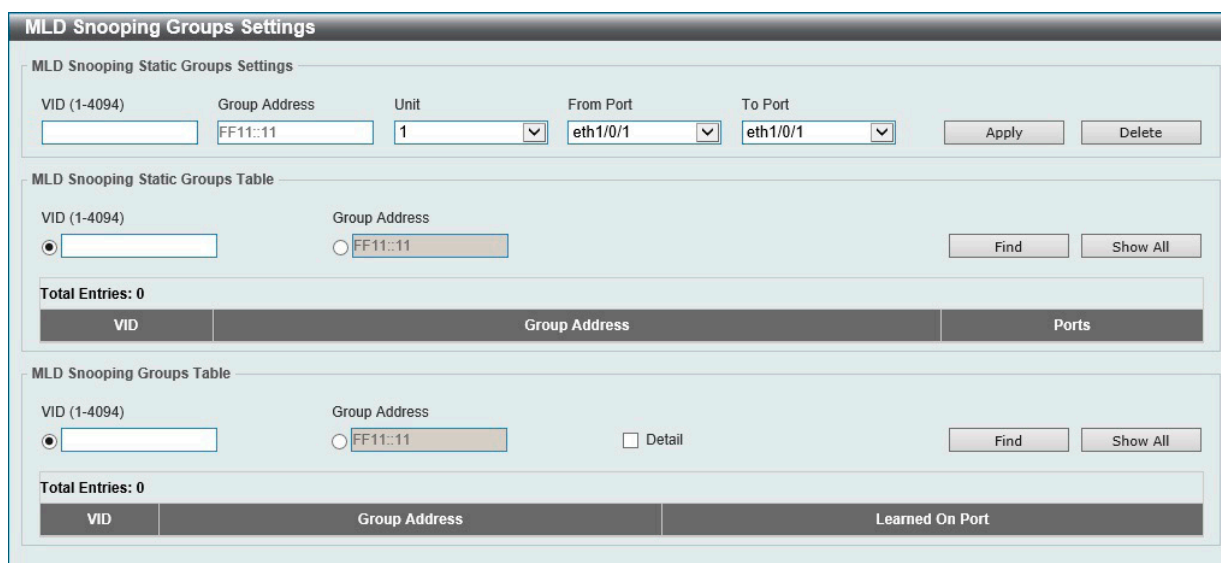 MLD Snooping Groups Settings
MLD Snooping Static Groups Settings
VID (1-4094) Group Address Unit From Port To Port
FF11::11 1 eth1/0/1 eth1/0/1 Apply Delete
MLD Snooping Static Groups Table
VID (1-4094) Group Address
FF11::11 Find Show All
Total Entries: 0
VID Group Address Ports
MLD Snooping Groups Table
VID (1-4094) Group Address
FF11::11 Detail Find Show All
Total Entries: 0
VID Group Address Learned On Port